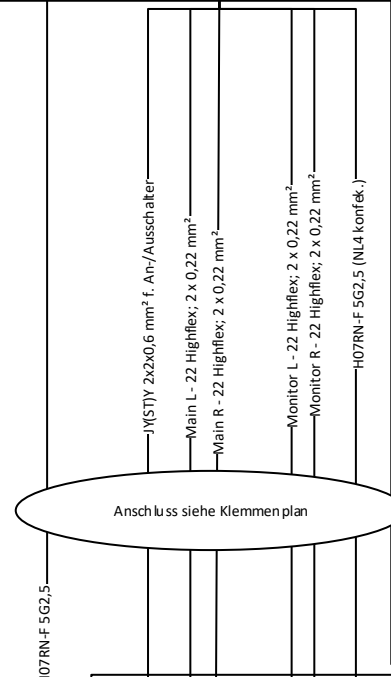 JY(ST)Y 2x2x0,6 mm² f. An-/Ausschalter
Main L - 22 Highflex; 2 x 0,22 mm²
Main R - 22 Highflex; 2 x 0,22 mm²
Monitor L - 22 Highflex; 2 x 0,22 mm²
Monitor R - 22 Highflex; 2 x 0,22 mm²
H07RN-F 5G2,5 (NL4 konfek.)
Anschluss siehe Klemmenplan
H07RN-F 5G2,5